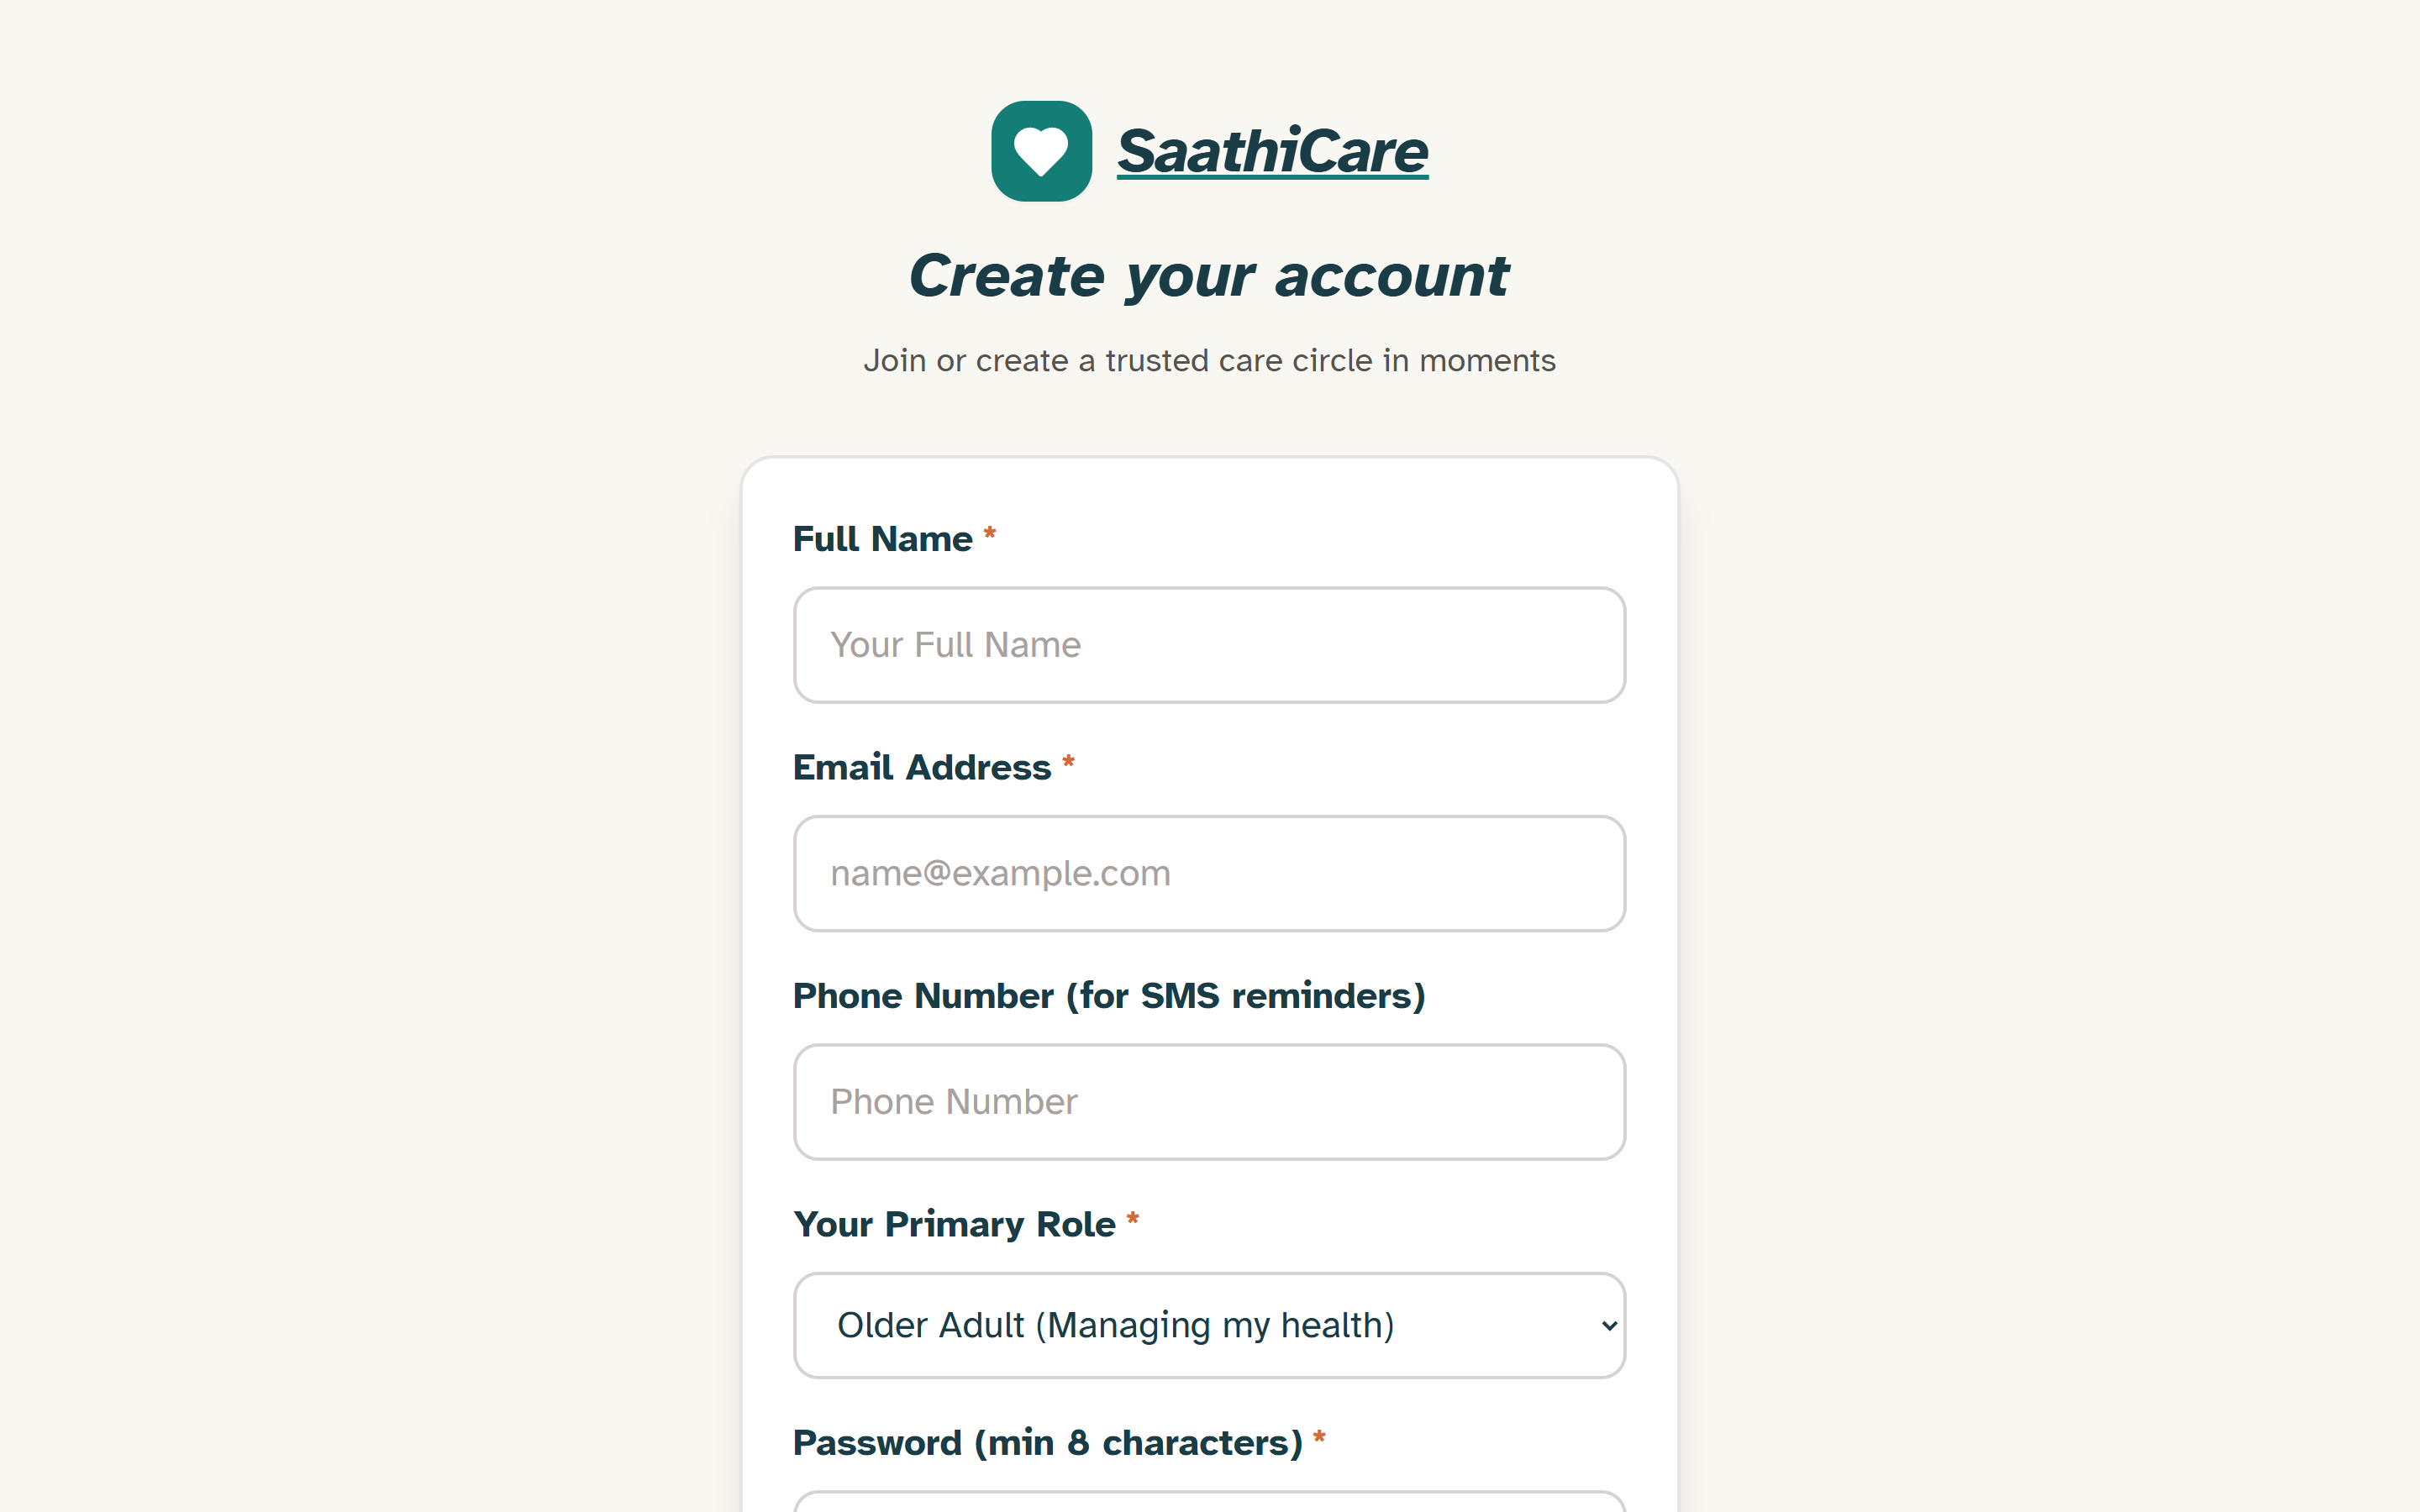 SaathiCare
Create your account
Join or create a trusted care circle in moments
Full Name *
Your Full Name
Email Address *
name@example.com
Phone Number (for SMS reminders)
Phone Number
Your Primary Role *
Older Adult (Managing my health)
Password (min 8 characters) *